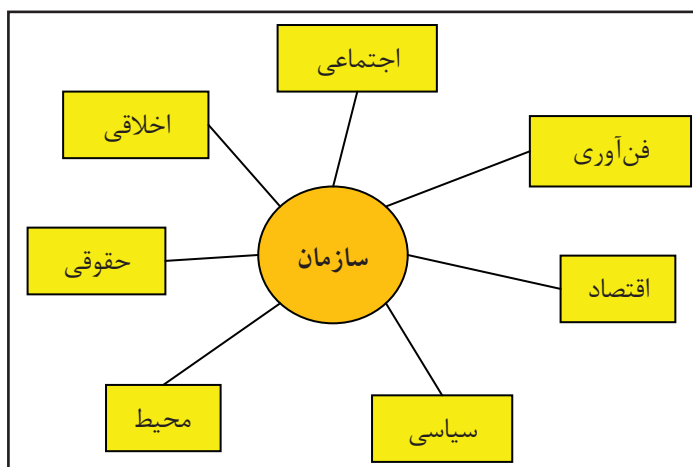 اجتماعی
اخلاقی
فن‌آوری
حقوقی
سازمان
اقتصاد
محیط
سیاسی